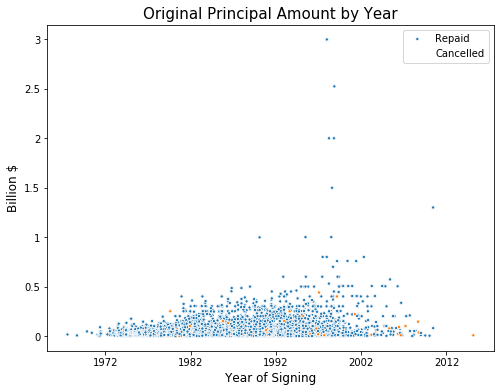 Original Principal Amount by Year
Repaid
Cancelled
Billion $
3
2.5
2
1.5
1
0.5
0
1972 1982 1992 2002 2012
Year of Signing